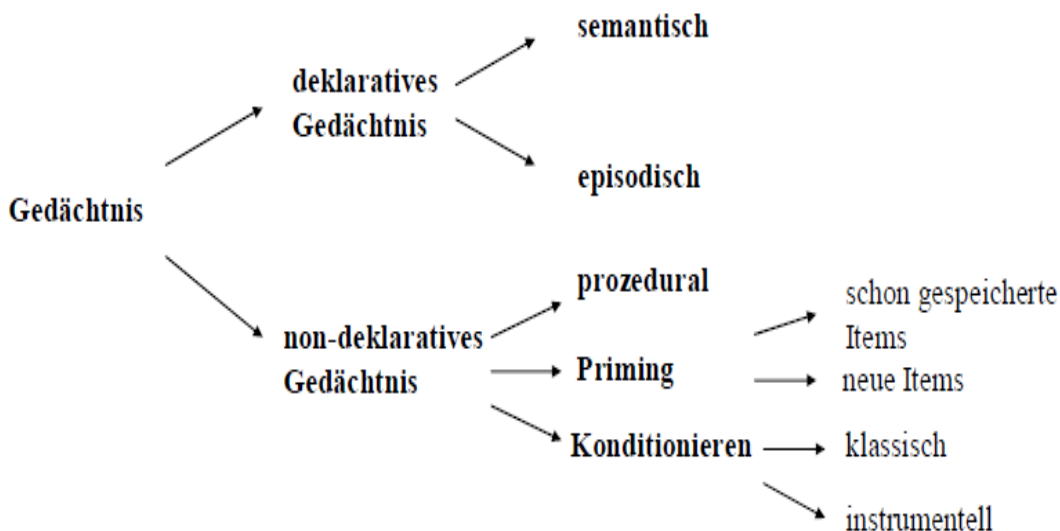 semantisch
deklaratives
Gedächtnis
episodisch
Gedächtnis
prozedural
schon gespeicherte
Items
non-deklaratives
Gedächtnis
Priming
neue Items
Konditionieren
klassisch
instrumentell